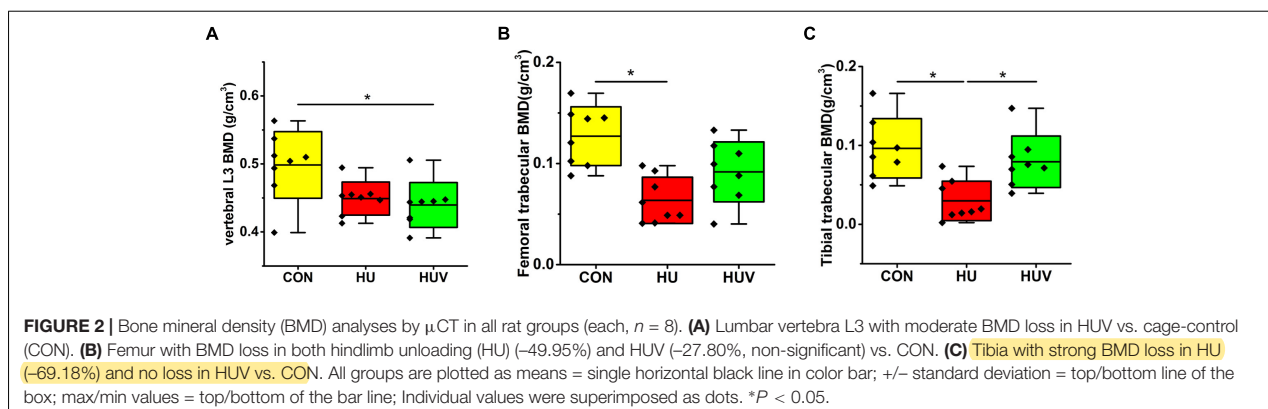 A
B
C
vertebral L3 BMD (g/cm³)
0.6
0.5
0.4
CON HU HUV
*
Femoral trabecular BMD(g/cm³)
0.2
0.1
0.0
CON HU HUV
*
Tibial trabecular BMD(g/cm³)
0.2
0.1
0.0
CON HU HUV
* *
FIGURE 2 | Bone mineral density (BMD) analyses by μCT in all rat groups (each, n = 8). (A) Lumbar vertebra L3 with moderate BMD loss in HUV vs. cage-control
(CON). (B) Femur with BMD loss in both hindlimb unloading (HU) (–49.95%) and HUV (–27.80%, non-significant) vs. CON. (C) Tibia with strong BMD loss in HU
(–69.18%) and no loss in HUV vs. CON. All groups are plotted as means = single horizontal black line in color bar; +/– standard deviation = top/bottom line of the
box; max/min values = top/bottom of the bar line; Individual values were superimposed as dots. *P < 0.05.